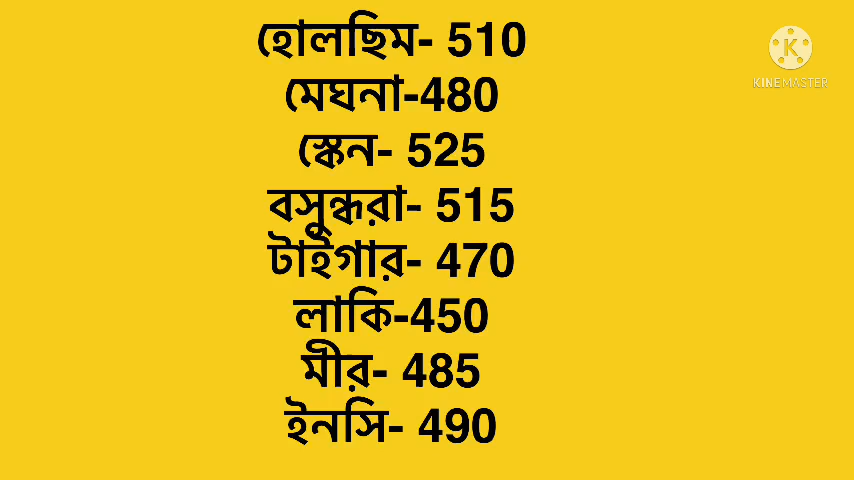 হোলছিম- 510
মেঘনা-480
স্কেন- 525
বসুন্ধরা- 515
টাইগার- 470
লাকি-450
মীর- 485
ইনসি- 490
K
KINEMASTER